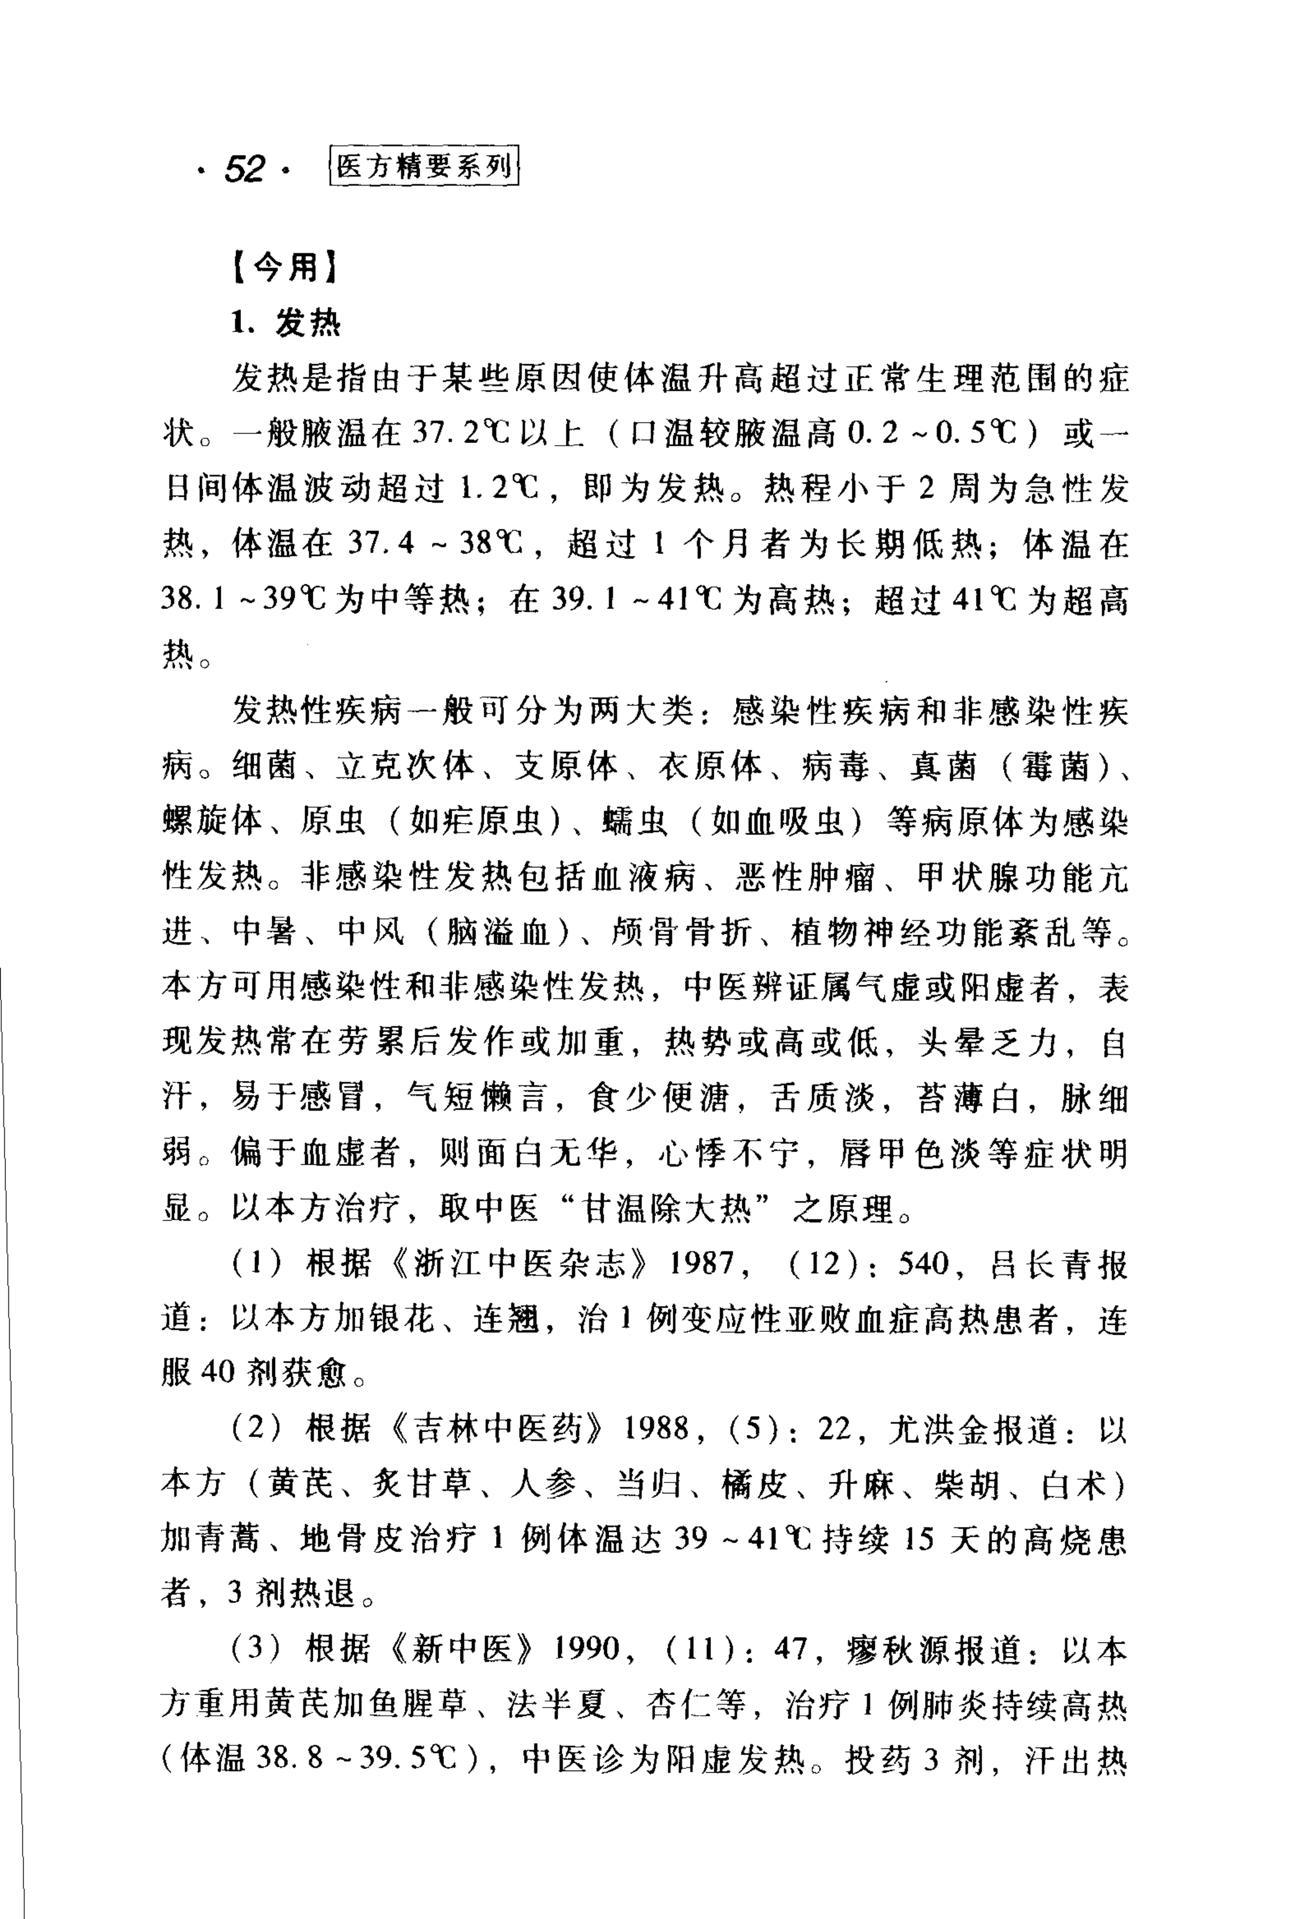 ·52· 医方精要系列
【今用】
1. 发热
发热是指由于某些原因使体温升高超过正常生理范围的症
状。一般腋温在 37.2℃以上（口温较腋温高 0.2～0.5℃）或一
日间体温波动超过 1.2℃，即为发热。热程小于 2 周为急性发
热，体温在 37.4～38℃，超过 1 个月者为长期低热；体温在
38.1～39℃为中等热；在 39.1～41℃为高热；超过 41℃为超高
热。
发热性疾病一般可分为两大类：感染性疾病和非感染性疾
病。细菌、立克次体、支原体、衣原体、病毒、真菌（霉菌）、
螺旋体、原虫（如疟原虫）、蠕虫（如血吸虫）等病原体为感染
性发热。非感染性发热包括血液病、恶性肿瘤、甲状腺功能亢
进、中暑、中风（脑溢血）、颅骨骨折、植物神经功能紊乱等。
本方可用感染性和非感染性发热，中医辨证属气虚或阳虚者，表
现发热常在劳累后发作或加重，热势或高或低，头晕乏力，自
汗，易于感冒，气短懒言，食少便溏，舌质淡，苔薄白，脉细
弱。偏于血虚者，则面白无华，心悸不宁，唇甲色淡等症状明
显。以本方治疗，取中医“甘温除大热”之原理。
(1) 根据《浙江中医杂志》1987，(12)：540，吕长青报
道：以本方加银花、连翘，治 1 例变应性亚败血症高热患者，连
服 40 剂获愈。
(2) 根据《吉林中医药》1988，(5)：22，尤洪金报道：以
本方（黄芪、炙甘草、人参、当归、橘皮、升麻、柴胡、白术）
加青蒿、地骨皮治疗 1 例体温达 39～41℃持续 15 天的高烧患
者，3 剂热退。
(3) 根据《新中医》1990，(11)：47，瘳秋源报道：以本
方重用黄芪加鱼腥草、法半夏、杏仁等，治疗 1 例肺炎持续高热
（体温 38.8～39.5℃），中医诊为阳虚发热。投药 3 剂，汗出热